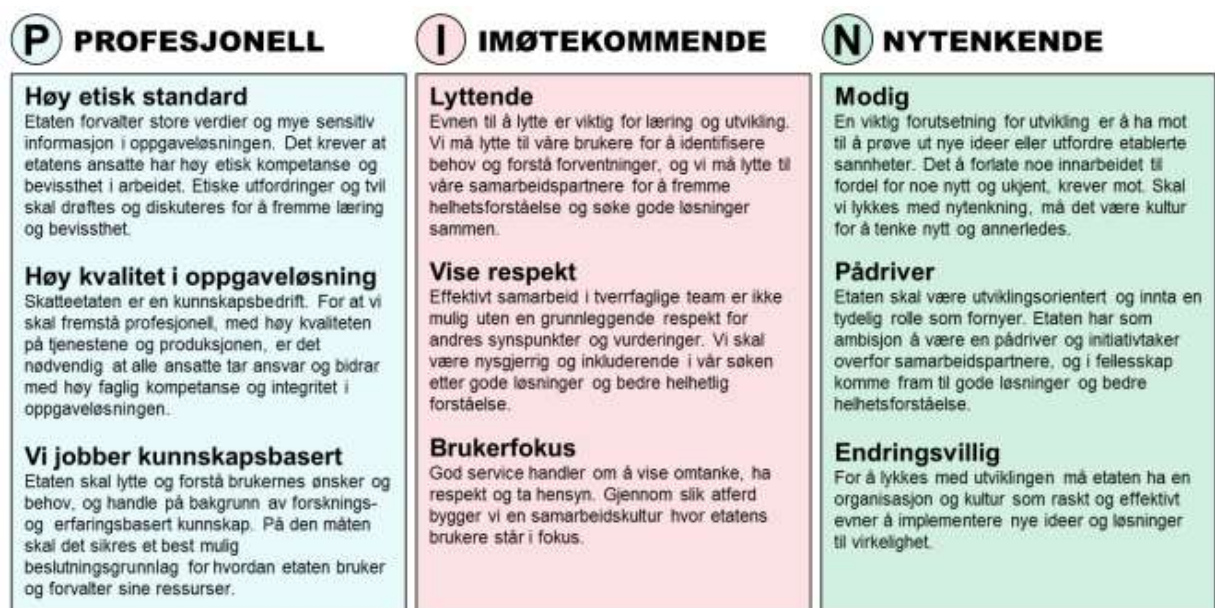 P PROFESJONELL
Høy etisk standard
Etaten forvalter store verdier og mye sensitiv
informasjon i oppgaveløsningen. Det krever at
etatens ansatte har høy etisk kompetanse og
bevissthet i arbeidet. Etiske utfordringer og tvil
skal drøftes og diskuteres for å fremme læring
og bevissthet.
Høy kvalitet i oppgaveløsning
Skatteetaten er en kunnskapsbedrift. For at vi
skal fremstå profesjonell, med høy kvaliteten
på tjenestene og produksjonen, er det
nødvendig at alle ansatte tar ansvar og bidrar
med høy faglig kompetanse og integritet i
oppgaveløsningen.
Vi jobber kunnskapsbasert
Etaten skal lytte og forstå brukernes ønsker og
behov, og handle på bakgrunn av forsknings-
og erfaringsbasert kunnskap. På den måten
skal det sikres et best mulig
beslutningsgrunnlag for hvordan etaten bruker
og forvalter sine ressurser.
I IMØTEKOMMENDE
Lyttende
Evnen til å lytte er viktig for læring og utvikling.
Vi må lytte til våre brukere for å identifisere
behov og forstå forventninger, og vi må lytte til
våre samarbeidspartnere for å fremme
helhetsforståelse og søke gode løsninger
sammen.
Vise respekt
Effektivt samarbeid i tverrfaglige team er ikke
mulig uten en grunnleggende respekt for
andres synspunkter og vurderinger. Vi skal
være nysgjerrig og inkluderende i vår søken
etter gode løsninger og bedre helhetlig
forståelse.
Brukerfokus
God service handler om å vise omtanke, ha
respekt og ta hensyn. Gjennom slik atferd
bygger vi en samarbeidskultur hvor etatens
brukere står i fokus.
N NYTENKENDE
Modig
En viktig forutsetning for utvikling er å ha mot
til å prøve ut nye ideer eller utfordre etablerte
sannheter. Det å forlate noe innarbeidet til
fordel for noe nytt og ukjent, krever mot. Skal
vi lykkes med nytenkning, må det være kultur
for å tenke nytt og annerledes.
Pådriver
Etaten skal være utviklingsorientert og innta en
tydelig rolle som fornyer. Etaten har som
ambisjon å være en pådriver og initiativtaker
overfor samarbeidspartnere, og i fellesskap
komme fram til gode løsninger og bedre
helhetsforståelse.
Endringsvillig
For å lykkes med utviklingen må etaten ha en
organisasjon og kultur som raskt og effektivt
evner å implementere nye ideer og løsninger
til virkelighet.